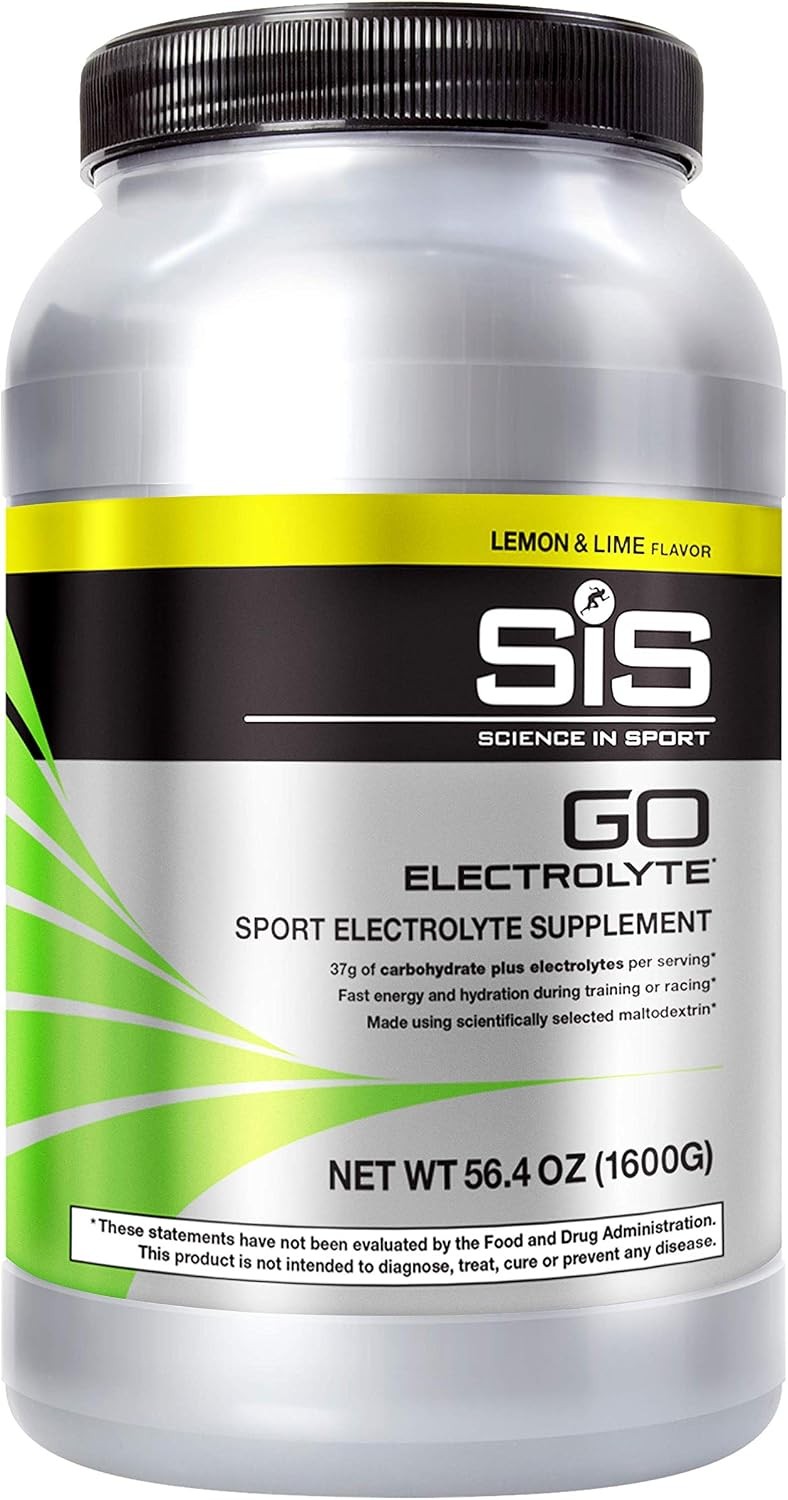 LEMON & LIME FLAVOR
SiS
SCIENCE IN SPORT
GO
ELECTROLYTE*
SPORT ELECTROLYTE SUPPLEMENT
37g of carbohydrate plus electrolytes per serving*
Fast energy and hydration during training or racing*
Made using scientifically selected maltodextrin*
NET WT 56.4 OZ (1600G)
*These statements have not been evaluated by the Food and Drug Administration.
This product is not intended to diagnose, treat, cure or prevent any disease.